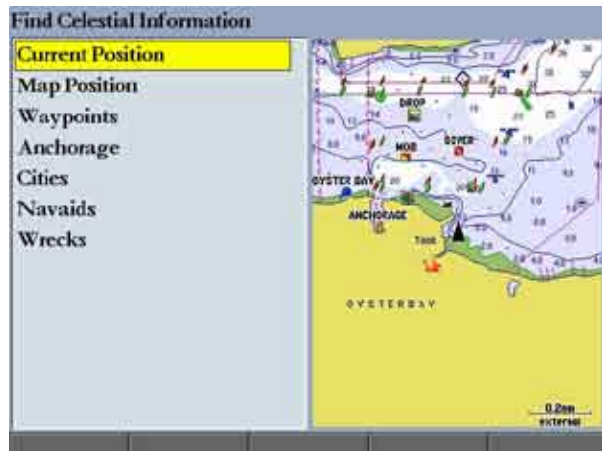 Find Celestial Information
Current Position
Map Position
Waypoints
Anchorage
Cities
Navaids
Wrecks
DROP
MOB
DIVER
OYSTER BAY
ANCHORAGE
OYSTERBAY
0.2nm
external